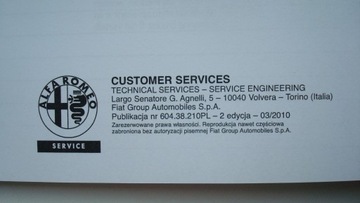 ALFA ROMEO
SERVICE
CUSTOMER SERVICES
TECHNICAL SERVICES – SERVICE ENGINEERING
Largo Senatore G. Agnelli, 5 – 10040 Volvera – Torino (Italia)
Fiat Group Automobiles S.p.A.
Publikacja nr 604.38.210PL – 2 edycja – 03/2010
Zarezerwowane prawa własności. Reprodukcja nawet częściowa
zabroniona bez autoryzacji pisemnej Fiat Group Automobiles S.p.A.